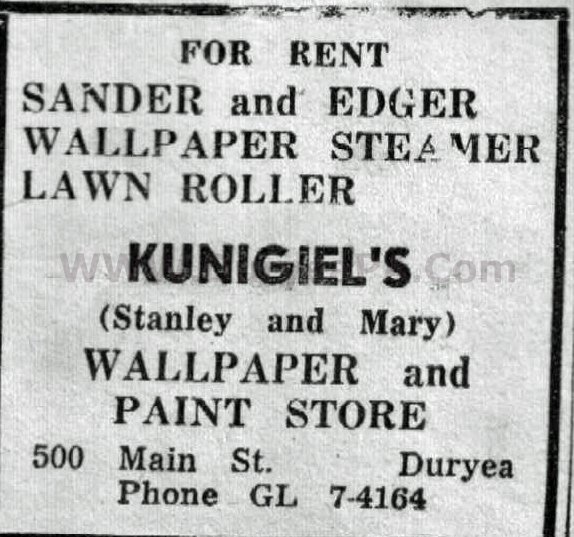 FOR RENT
SANDER and EDGER
WALLPAPER STEAMER
LAWN ROLLER
KUNIGIEL'S
(Stanley and Mary)
WALLPAPER and
PAINT STORE
500 Main St. Duryea
Phone GL 7-4164